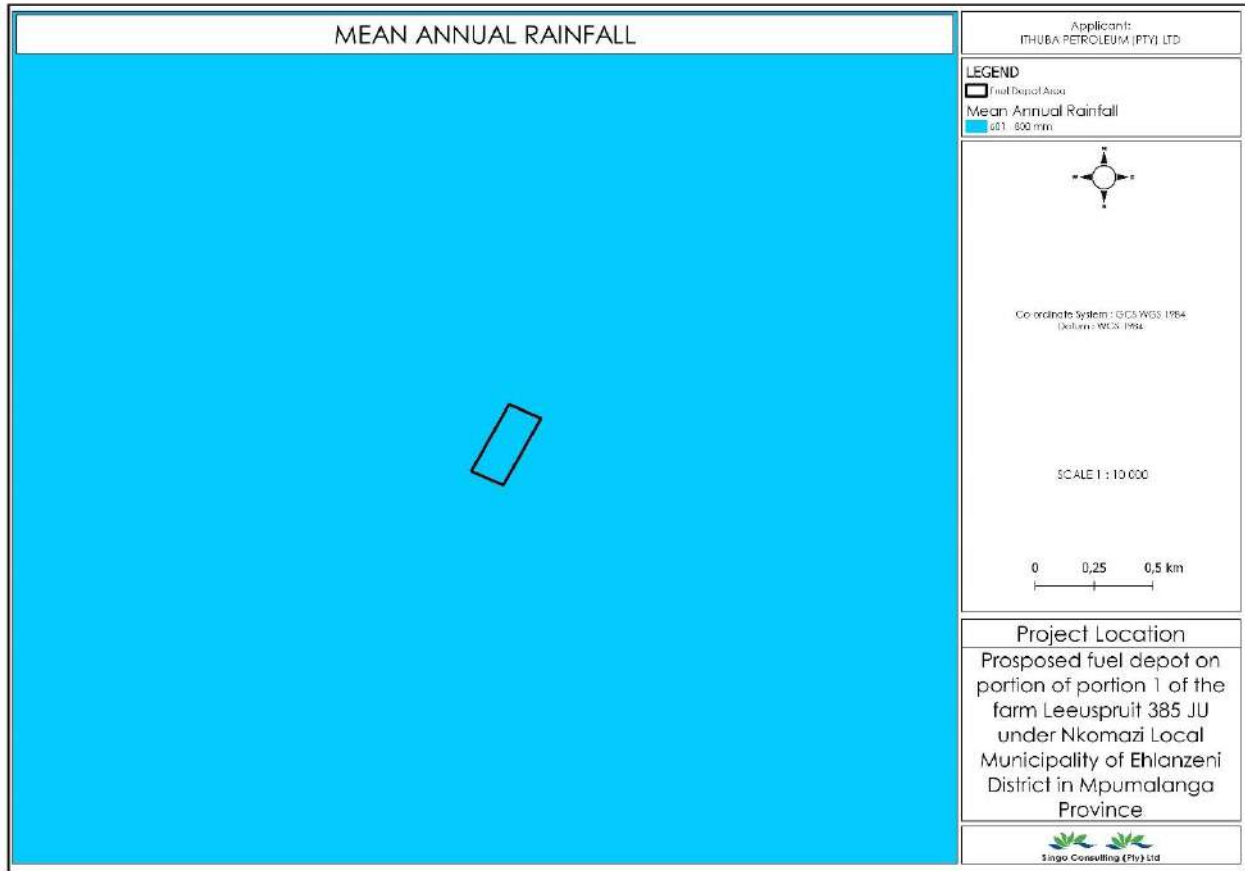 MEAN ANNUAL RAINFALL
Applicant:
ITHUBA PETROLEUM (PTY) LTD
LEGEND
Fuel Depot Area
Mean Annual Rainfall
601 - 800 mm
N
W
E
S
Co-ordinate System : GCS WGS 1984
Datum : WGS 1984
SCALE 1 : 10 000
0 0,25 0,5 km
Project Location
Prosposed fuel depot on
portion of portion 1 of the
farm Leeuspruit 385 JU
under Nkomazi Local
Municipality of Ehlanzeni
District in Mpumalanga
Province
Singo Consulting (Pty) Ltd